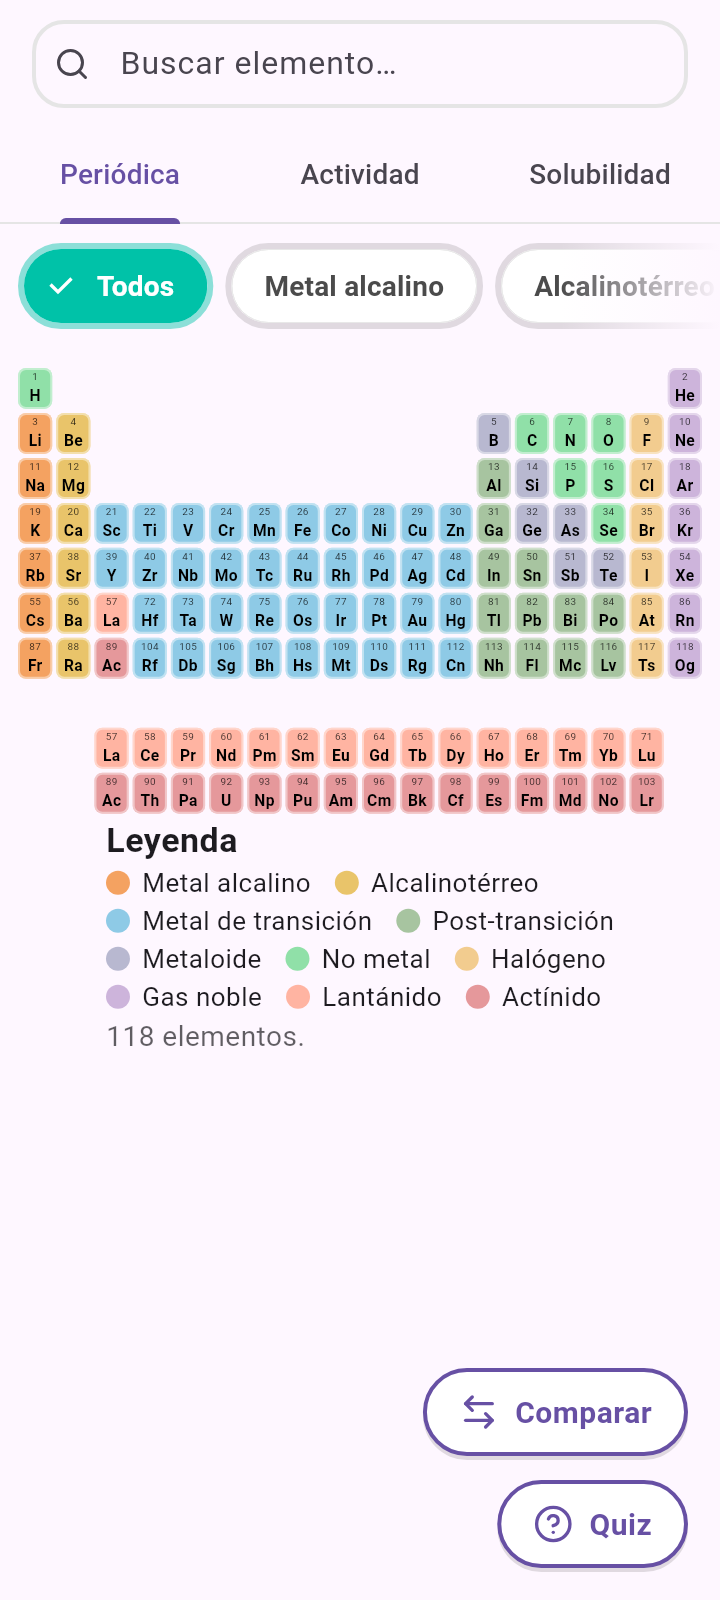 Buscar elemento...
Periódica Actividad Solubilidad
Todos Metal alcalino Alcalinotérreo
1 2
H He
3 4 5 6 7 8 9 10
Li Be B C N O F Ne
11 12 13 14 15 16 17 18
Na Mg Al Si P S Cl Ar
19 20 21 22 23 24 25 26 27 28 29 30 31 32 33 34 35 36
K Ca Sc Ti V Cr Mn Fe Co Ni Cu Zn Ga Ge As Se Br Kr
37 38 39 40 41 42 43 44 45 46 47 48 49 50 51 52 53 54
Rb Sr Y Zr Nb Mo Tc Ru Rh Pd Ag Cd In Sn Sb Te I Xe
55 56 57 72 73 74 75 76 77 78 79 80 81 82 83 84 85 86
Cs Ba La Hf Ta W Re Os Ir Pt Au Hg Tl Pb Bi Po At Rn
87 88 89 104 105 106 107 108 109 110 111 112 113 114 115 116 117 118
Fr Ra Ac Rf Db Sg Bh Hs Mt Ds Rg Cn Nh Fl Mc Lv Ts Og
57 58 59 60 61 62 63 64 65 66 67 68 69 70 71
La Ce Pr Nd Pm Sm Eu Gd Tb Dy Ho Er Tm Yb Lu
89 90 91 92 93 94 95 96 97 98 99 100 101 102 103
Ac Th Pa U Np Pu Am Cm Bk Cf Es Fm Md No Lr
Leyenda
Metal alcalino Alcalinotérreo
Metal de transición Post-transición
Metaloide No metal Halógeno
Gas noble Lantánido Actínido
118 elementos.
Comparar
Quiz